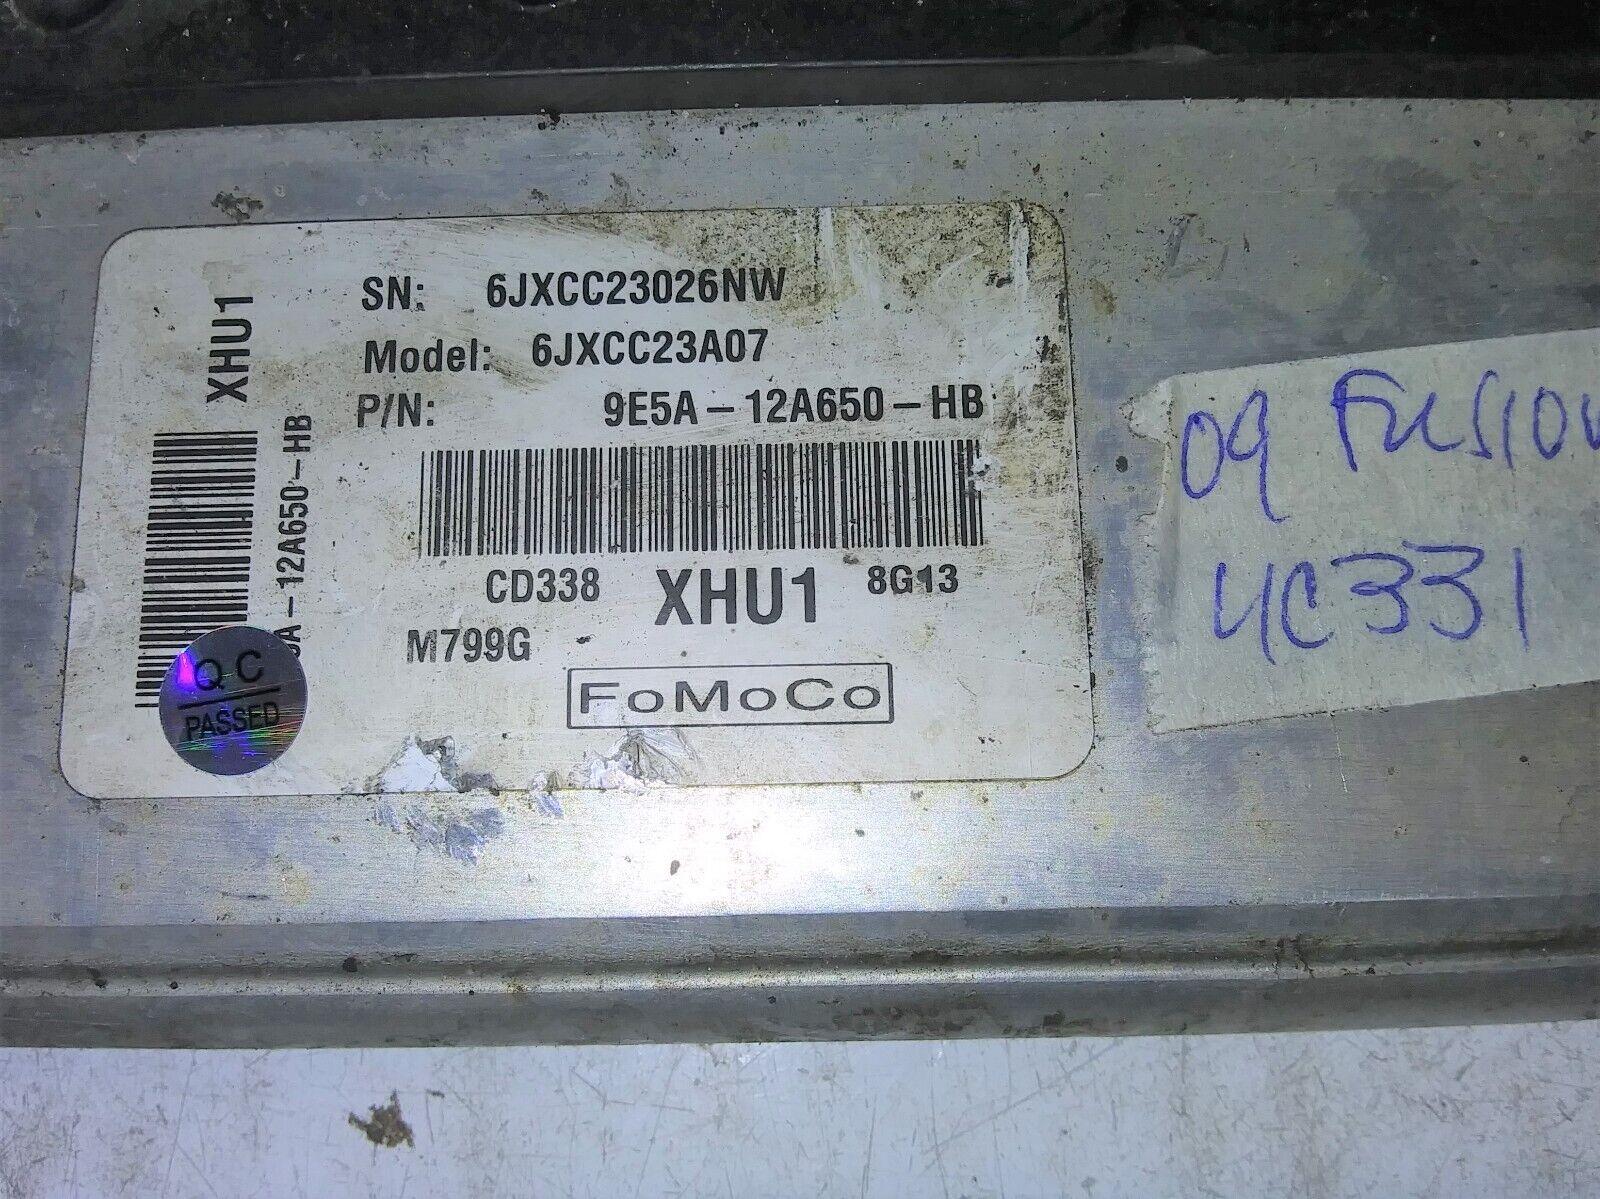 SN: 6JXCC23026NW
Model: 6JXCC23A07
P/N: 9E5A-12A650-HB
CD338 XHU1 8G13
M799G
FoMoCo
XHU1
A-12A650-HB
QC
PASSED
09 Fusion
4C331